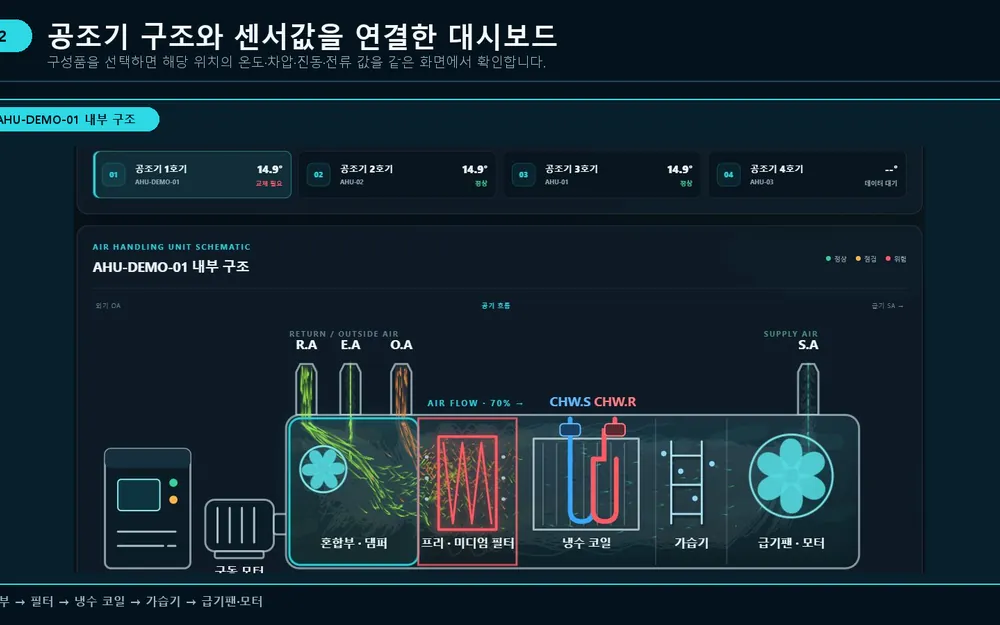 2
공조기 구조와 센서값을 연결한 대시보드
구성품을 선택하면 해당 위치의 온도·차압·진동·전류 값을 같은 화면에서 확인합니다.
AHU-DEMO-01 내부 구조
01 공조기 1호기 14.9°
AHU-DEMO-01 교체 필요
02 공조기 2호기 14.9°
AHU-02 정상
03 공조기 3호기 14.9°
AHU-01 정상
04 공조기 4호기 --°
AHU-03 데이터 대기
AIR HANDLING UNIT SCHEMATIC
AHU-DEMO-01 내부 구조
정상 점검 위험
외기 OA 공기 흐름 급기 SA →
RETURN / OUTSIDE AIR SUPPLY AIR
R.A E.A O.A S.A
AIR FLOW · 70% → CHW.S CHW.R
혼합부 · 댐퍼 프리 · 미디엄 필터 냉수 코일 가습기 급기팬 · 모터
구동 모터
부 → 필터 → 냉수 코일 → 가습기 → 급기팬·모터